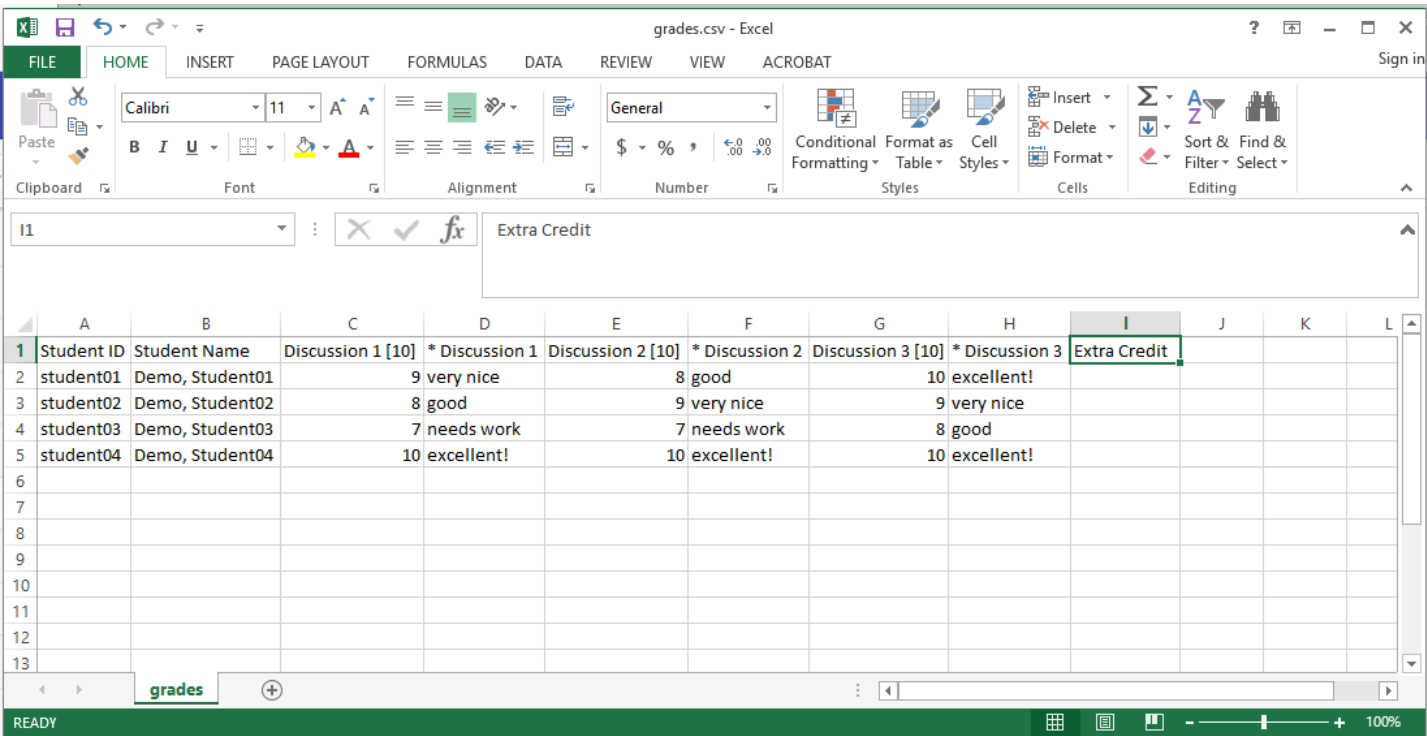 grades.csv - Excel
?
FILE HOME INSERT PAGE LAYOUT FORMULAS DATA REVIEW VIEW ACROBAT Sign in
Calibri 11 General Insert
Delete
Paste B I U A $ % , Conditional Format as Cell Sort & Find &
Formatting Table Styles Format Filter Select
Clipboard Font Alignment Number Styles Cells Editing
I1 fx Extra Credit
A B C D E F G H I J K L
1 Student ID Student Name Discussion 1 [10] * Discussion 1 Discussion 2 [10] * Discussion 2 Discussion 3 [10] * Discussion 3 Extra Credit
2 student01 Demo, Student01 9 very nice 8 good 10 excellent!
3 student02 Demo, Student02 8 good 9 very nice 9 very nice
4 student03 Demo, Student03 7 needs work 7 needs work 8 good
5 student04 Demo, Student04 10 excellent! 10 excellent! 10 excellent!
6
7
8
9
10
11
12
13
grades
READY 100%